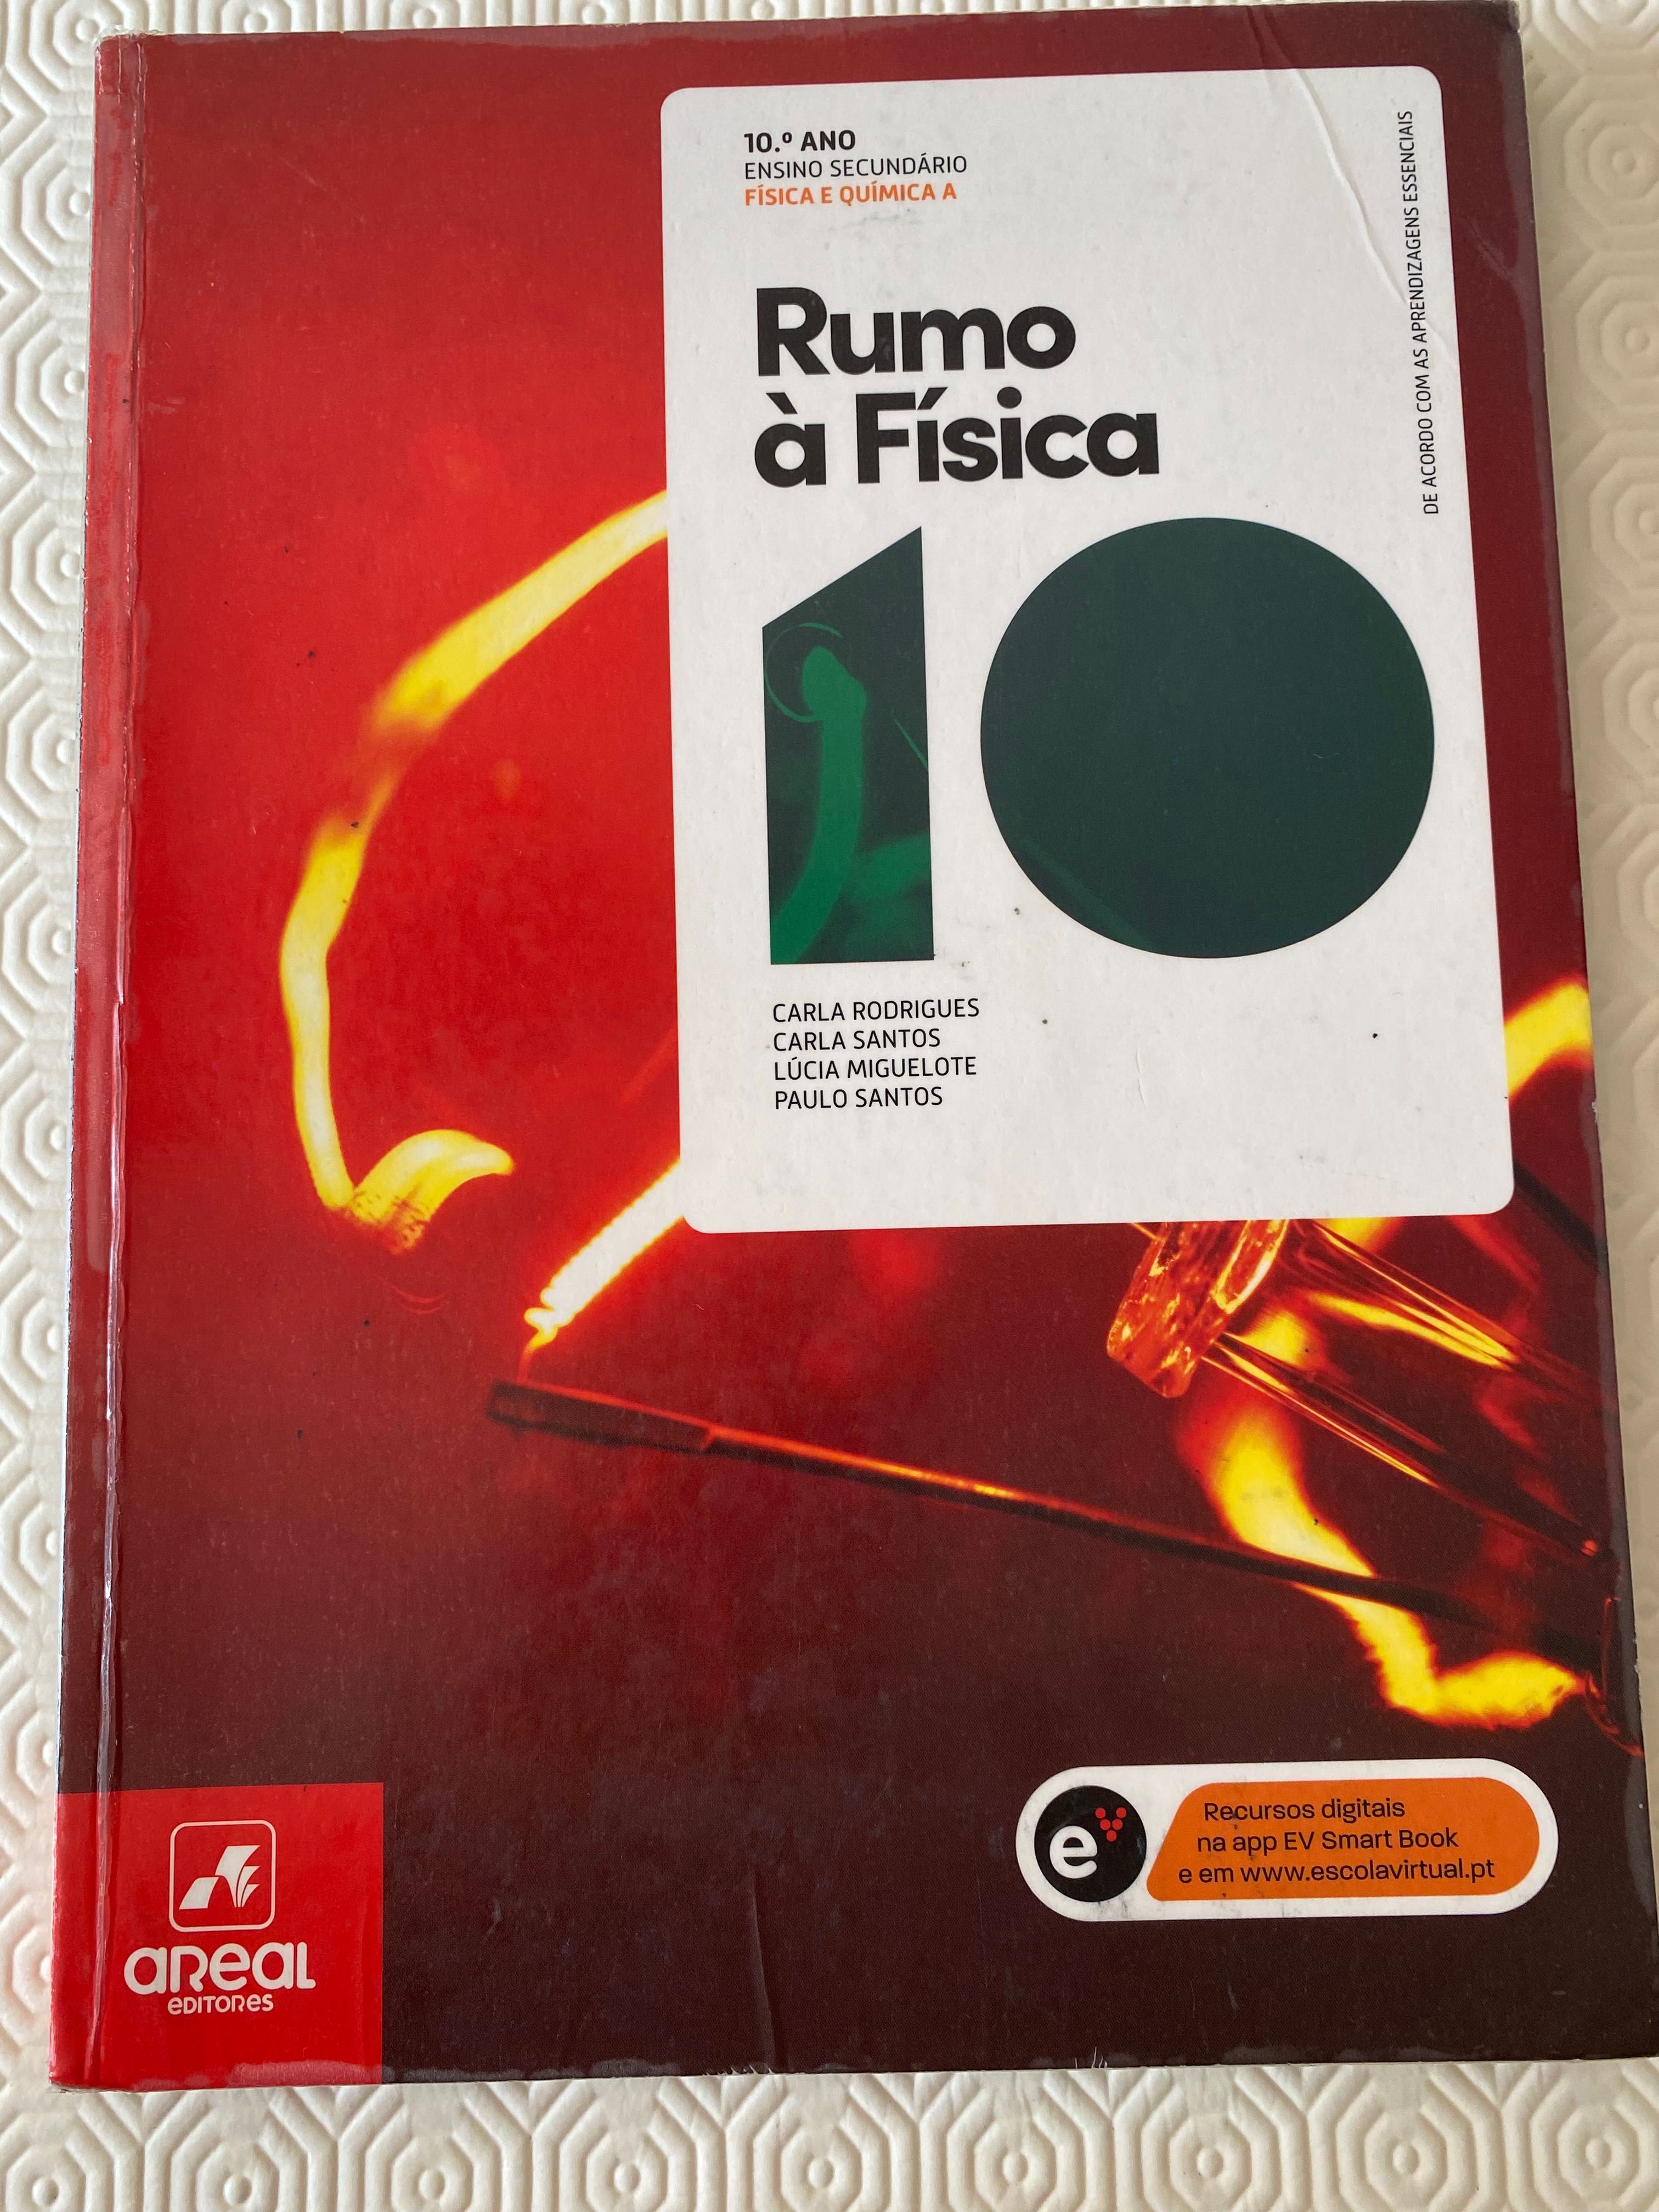 10.º ANO
ENSINO SECUNDÁRIO
FÍSICA E QUÍMICA A
DE ACORDO COM AS APRENDIZAGENS ESSENCIAIS
Rumo
à Física
10
CARLA RODRIGUES
CARLA SANTOS
LÚCIA MIGUELOTE
PAULO SANTOS
e
Recursos digitais
na app EV Smart Book
e em www.escolavirtual.pt
areal
EDITORES